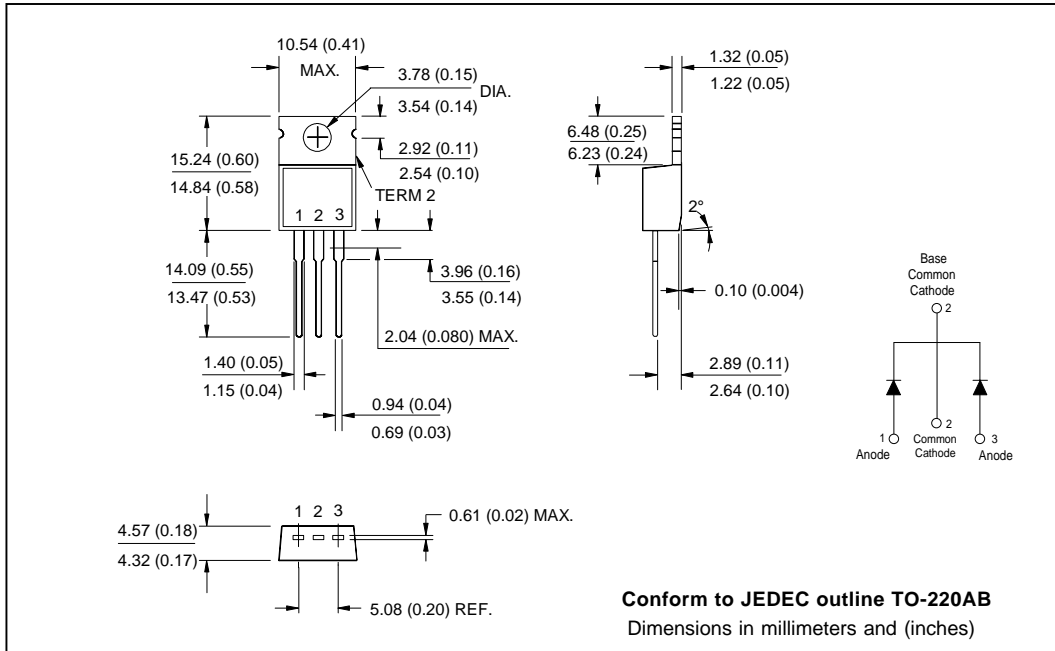 10.54 (0.41)
MAX.
3.78 (0.15)
3.54 (0.14)
DIA.
2.92 (0.11)
2.54 (0.10)
TERM 2
15.24 (0.60)
14.84 (0.58)
1 2 3
14.09 (0.55)
13.47 (0.53)
3.96 (0.16)
3.55 (0.14)
2.04 (0.080) MAX.
1.40 (0.05)
1.15 (0.04)
0.94 (0.04)
0.69 (0.03)
1.32 (0.05)
1.22 (0.05)
6.48 (0.25)
6.23 (0.24)
2°
0.10 (0.004)
2.89 (0.11)
2.64 (0.10)
Base
Common
Cathode
2
1
Anode
2
Common
Cathode
3
Anode
1 2 3
4.57 (0.18)
4.32 (0.17)
0.61 (0.02) MAX.
5.08 (0.20) REF.
Conform to JEDEC outline TO-220AB
Dimensions in millimeters and (inches)